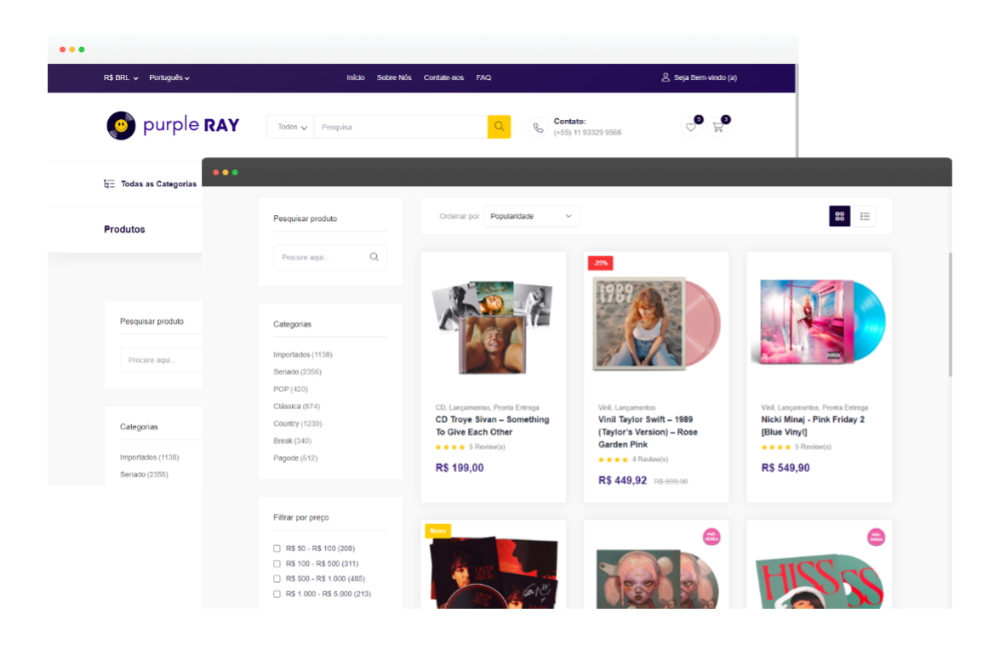 R$ BRL
Português
Início
Sobre Nós
Contate-nos
FAQ
Seja Bem-vindo (a)
purple RAY
Todos
Pesquisa
Contato:
(+55) 11 93329 9566
5
3
Todas as Categorias
Produtos
Pesquisar produto
Procure aqui...
Categorias
Importados (1138)
Seriado (2356)
Pesquisar produto
Procure aqui...
Categorias
Importados (1138)
Seriado (2356)
POP (420)
Clássica (874)
Country (1239)
Break (340)
Pagode (512)
Filtrar por preço
R$ 50 - R$ 100 (208)
R$ 100 - R$ 500 (311)
R$ 500 - R$ 1.000 (485)
R$ 1.000 - R$ 5.000 (213)
Ordenar por:
Popularidade
CD, Lançamentos, Pronta Entrega
CD Troye Sivan – Something
To Give Each Other
5 Review(s)
R$ 199,00
-25%
1989
Vinil, Lançamentos
Vinil Taylor Swift – 1989
(Taylor's Version) – Rose
Garden Pink
4 Review(s)
R$ 449,92
R$ 599,90
Vinil, Lançamentos, Pronta Entrega
Nicki Minaj - Pink Friday 2
[Blue Vinyl]
5 Review(s)
R$ 549,90
Novo
PRÉ-
VENDA
PRÉ-
VENDA
HISS